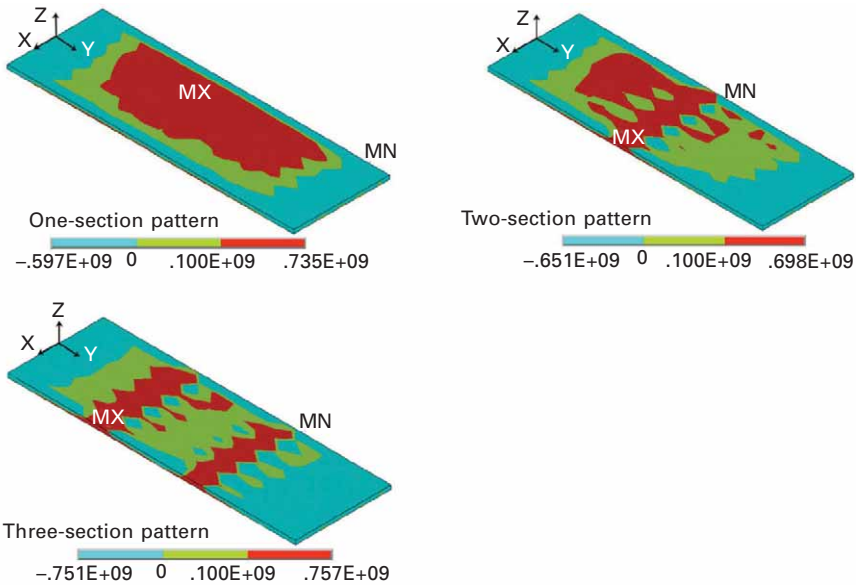 Z
X
Y
MX
MN
One-section pattern
–.597E+09 0 .100E+09 .735E+09
Z
X
Y
MN
MX
Two-section pattern
–.651E+09 0 .100E+09 .698E+09
Z
X
Y
MX
MN
Three-section pattern
–.751E+09 0 .100E+09 .757E+09